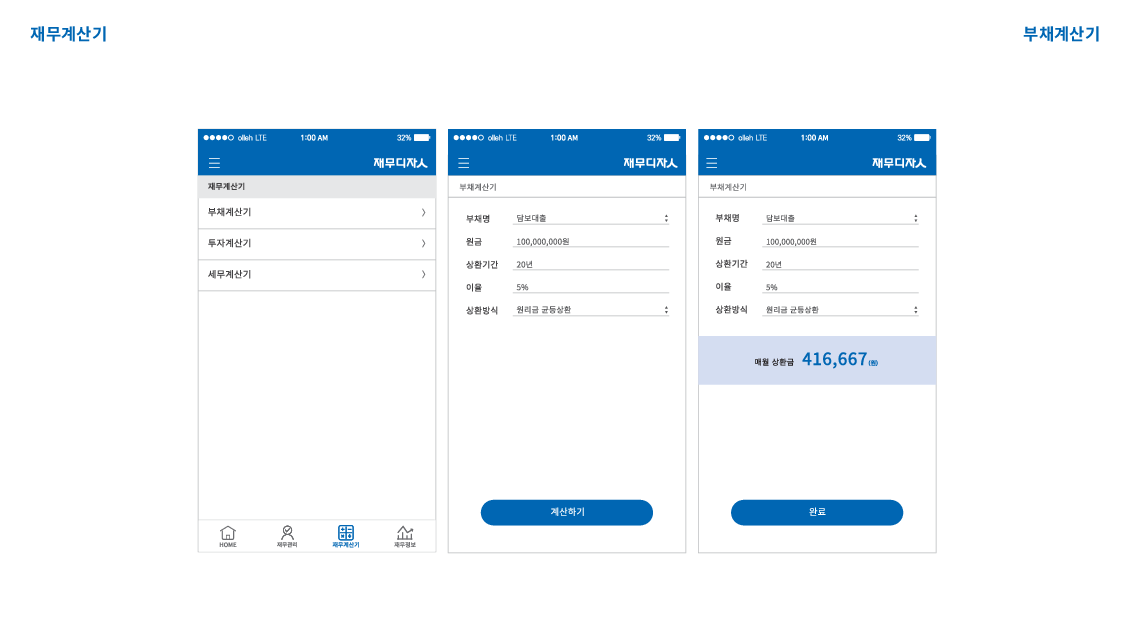 재무계산기
부채계산기
olleh LTE 1:00 AM 32%
재무디자人
재무계산기
부채계산기
투자계산기
세무계산기
HOME
재무관리
재무계산기
재무정보
olleh LTE 1:00 AM 32%
재무디자人
부채계산기
부채명 담보대출
원금 100,000,000원
상환기간 20년
이율 5%
상환방식 원리금 균등상환
계산하기
olleh LTE 1:00 AM 32%
재무디자人
부채계산기
부채명 담보대출
원금 100,000,000원
상환기간 20년
이율 5%
상환방식 원리금 균등상환
매월 상환금 416,667 (원)
완료